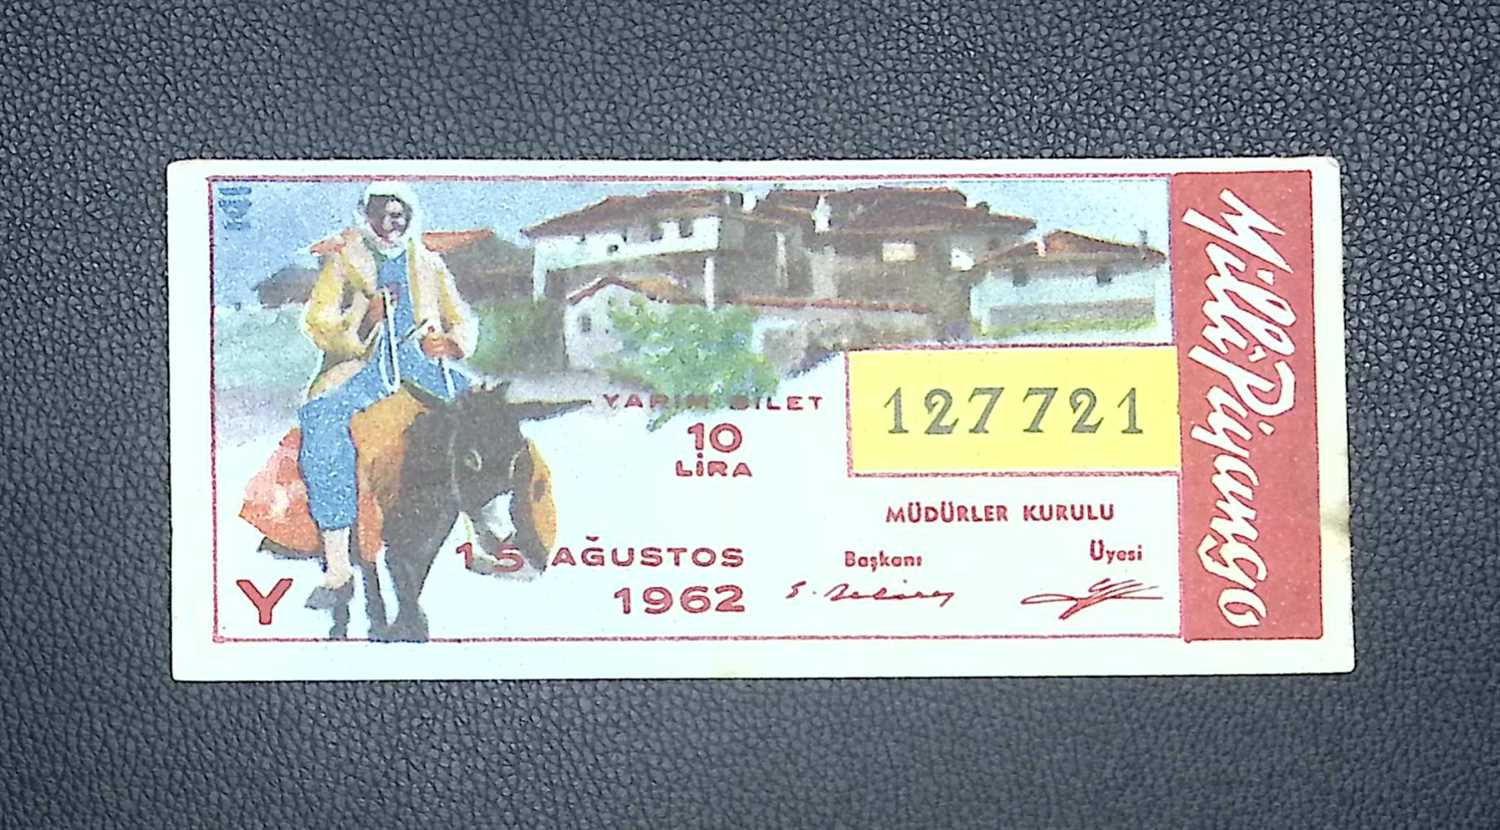 YARIM BİLET
10
LİRA
15 AĞUSTOS
1962
Y
127721
MÜDÜRLER KURULU
Başkanı
Üyesi
Milli Piyango